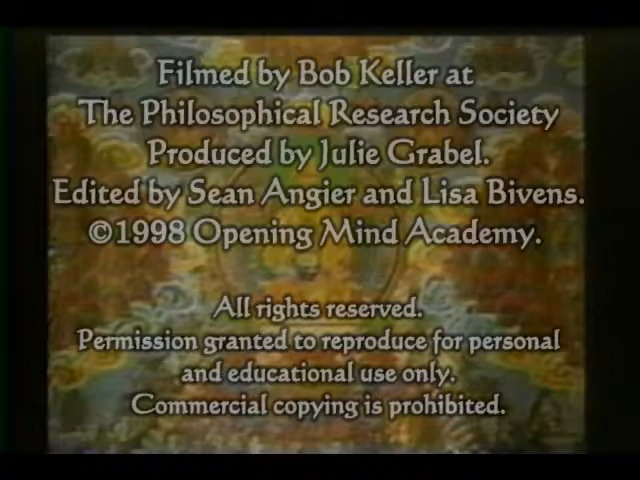 Filmed by Bob Keller at
The Philosophical Research Society
Produced by Julie Grabel.
Edited by Sean Angier and Lisa Bivens.
©1998 Opening Mind Academy.
All rights reserved.
Permission granted to reproduce for personal
and educational use only.
Commercial copying is prohibited.